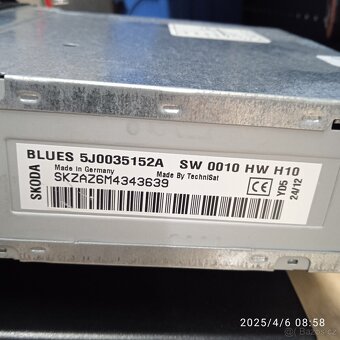 BLUES 5J0035152A SW 0010 HW H10
Made in Germany Made By TechniSat
SKZAZ6M4343639
SKODA
CE
Y05
24/12
2025/4/6 08:58